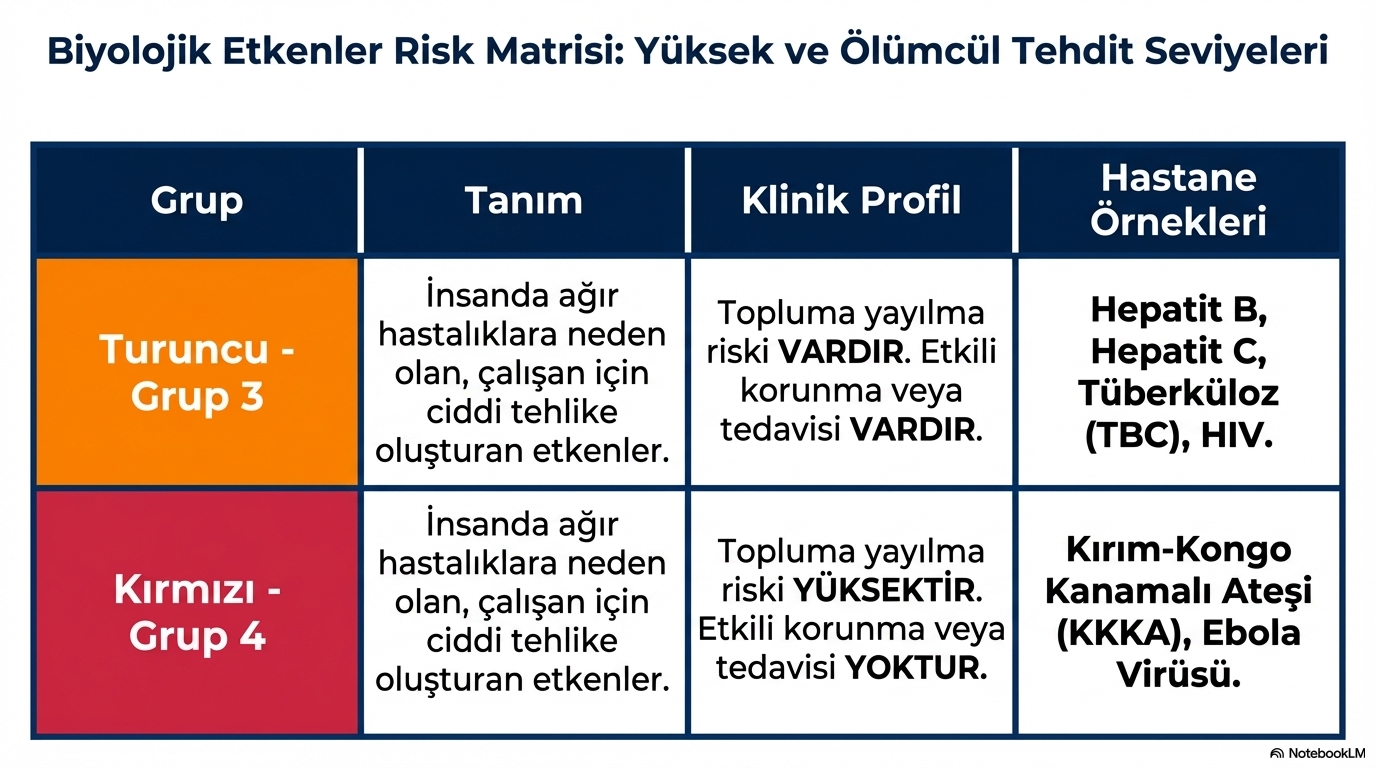 Biyolojik Etkenler Risk Matrisi: Yüksek ve Ölümcül Tehdit Seviyeleri
Grup
Tanım
Klinik Profil
Hastane
Örnekleri
Turuncu -
Grup 3
İnsanda ağır
hastalıklara neden
olan, çalışan için
ciddi tehlike
oluşturan etkenler.
Topluma yayılma
riski VARDIR. Etkili
korunma veya
tedavisi VARDIR.
Hepatit B,
Hepatit C,
Tüberküloz
(TBC), HIV.
Kırmızı -
Grup 4
İnsanda ağır
hastalıklara neden
olan, çalışan için
ciddi tehlike
oluşturan etkenler.
Topluma yayılma
riski YÜKSEKTİR.
Etkili korunma veya
tedavisi YOKTUR.
Kırım-Kongo
Kanamalı Ateşi
(KKKA), Ebola
Virüsü.
NotebookLM